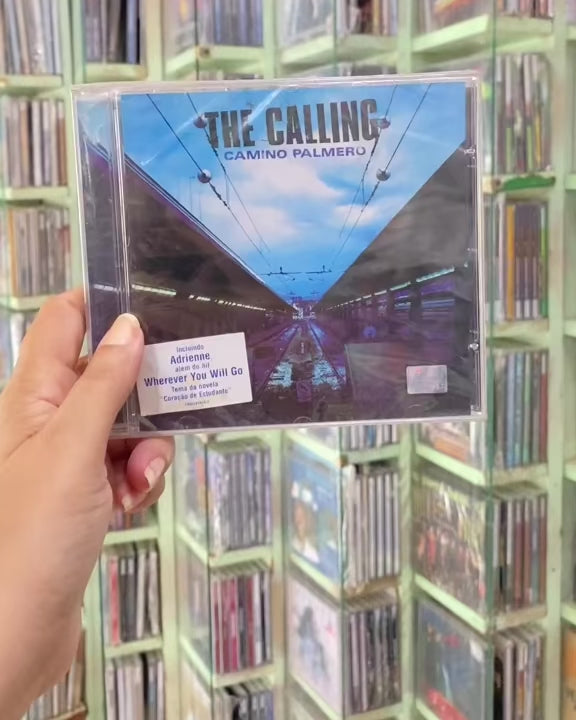 THE CALLING
CAMINO PALMERO
Incluindo
Adrienne
além do hit
Wherever You Will Go
Tema da novela
"Coração de Estudante"